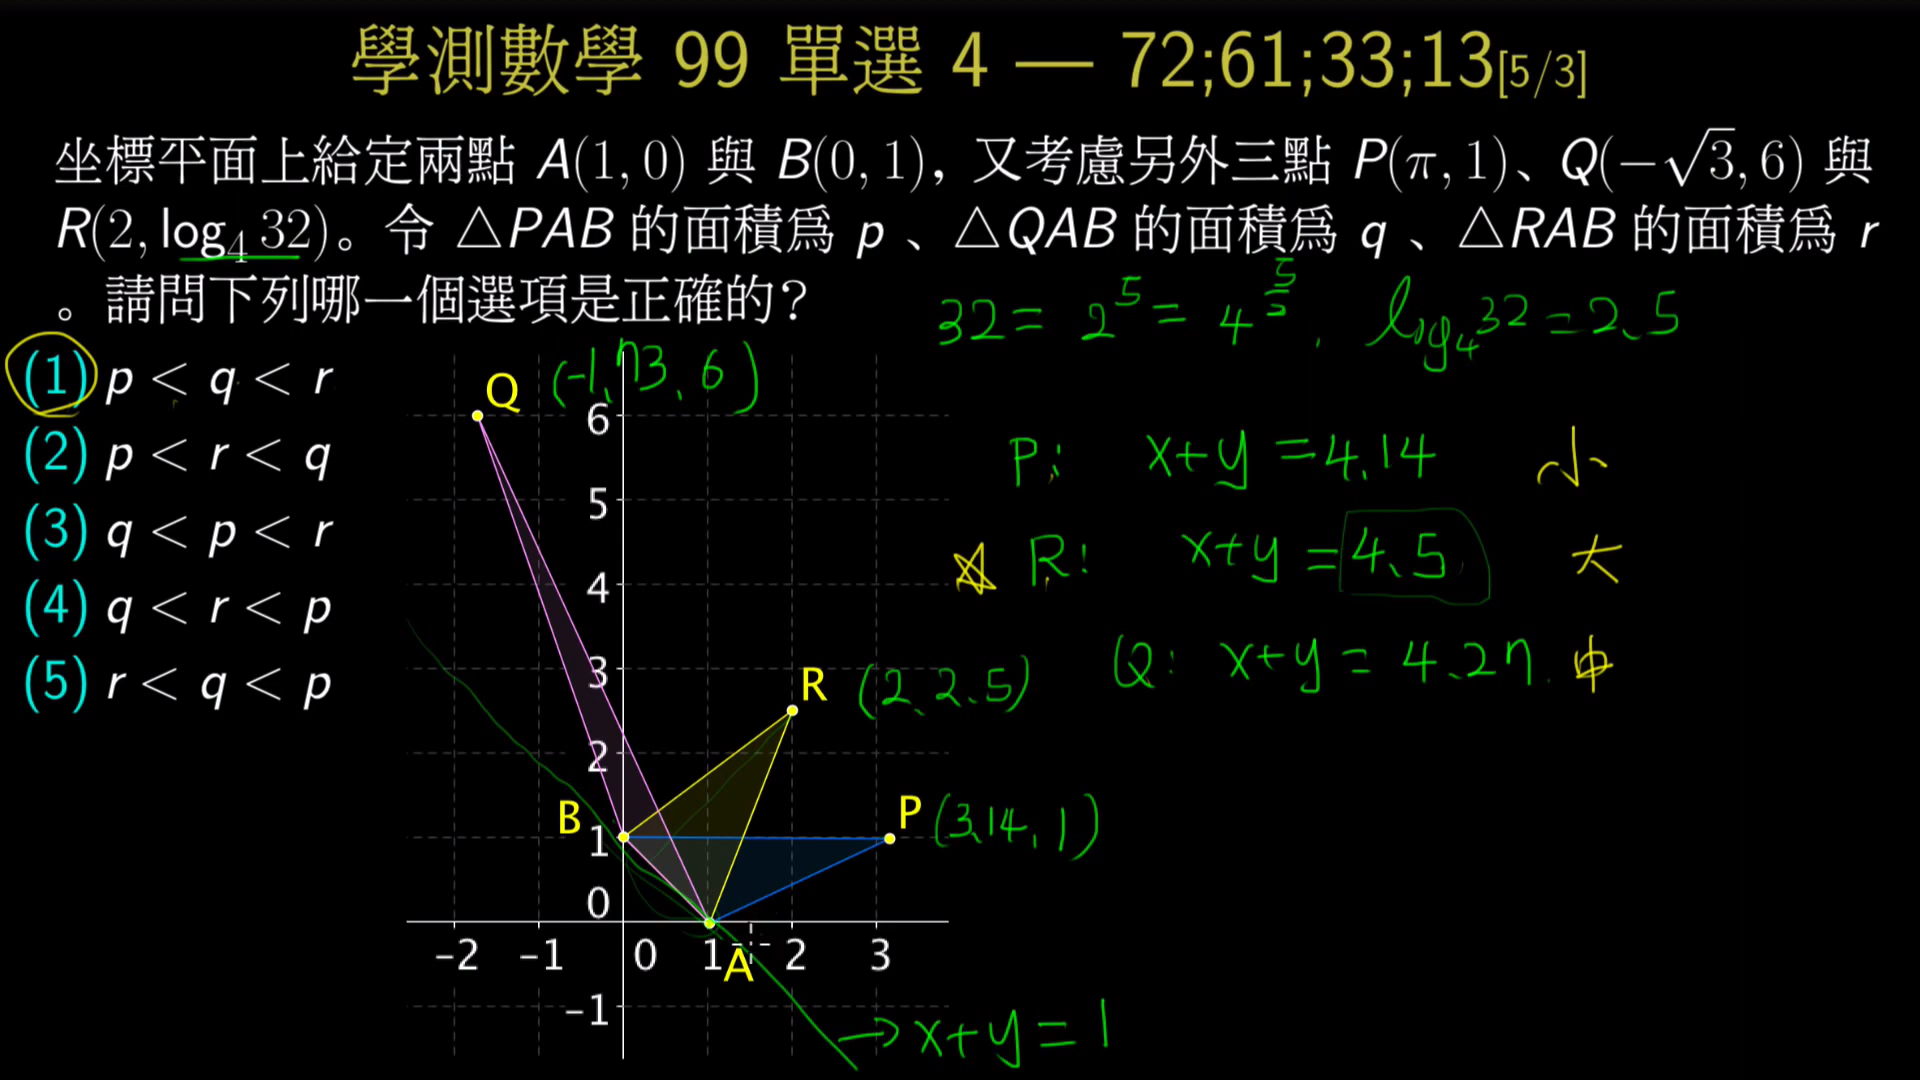 學測數學 99 單選 4 — 72;61;33;13[5/3]
坐標平面上給定兩點 A(1, 0) 與 B(0, 1)，又考慮另外三點 P(π, 1)、Q(−√3, 6) 與
R(2, log₄ 32)。令 △PAB 的面積爲 p 、△QAB 的面積爲 q 、△RAB 的面積爲 r
。請問下列哪一個選項是正確的？
32 = 2⁵ = 4^(5/2) , log₄32 = 2.5
(1) p < q < r
(2) p < r < q
(3) q < p < r
(4) q < r < p
(5) r < q < p
Q (-1.73, 6)
P: x+y = 4.14 小
R: x+y = 4.5 大
Q: x+y = 4.27 中
R (2, 2.5)
B
P (3.14, 1)
A
6
5
4
3
2
1
0
-2 -1 0 1 2 3
-1
→ x+y = 1